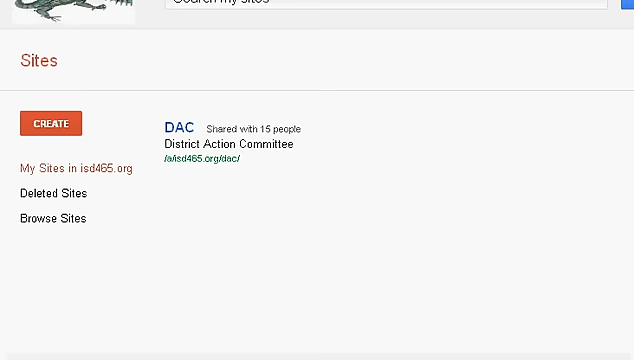 Search my sites
Sites
CREATE
DAC Shared with 15 people
District Action Committee
/a/isd465.org/dac/
My Sites in isd465.org
Deleted Sites
Browse Sites